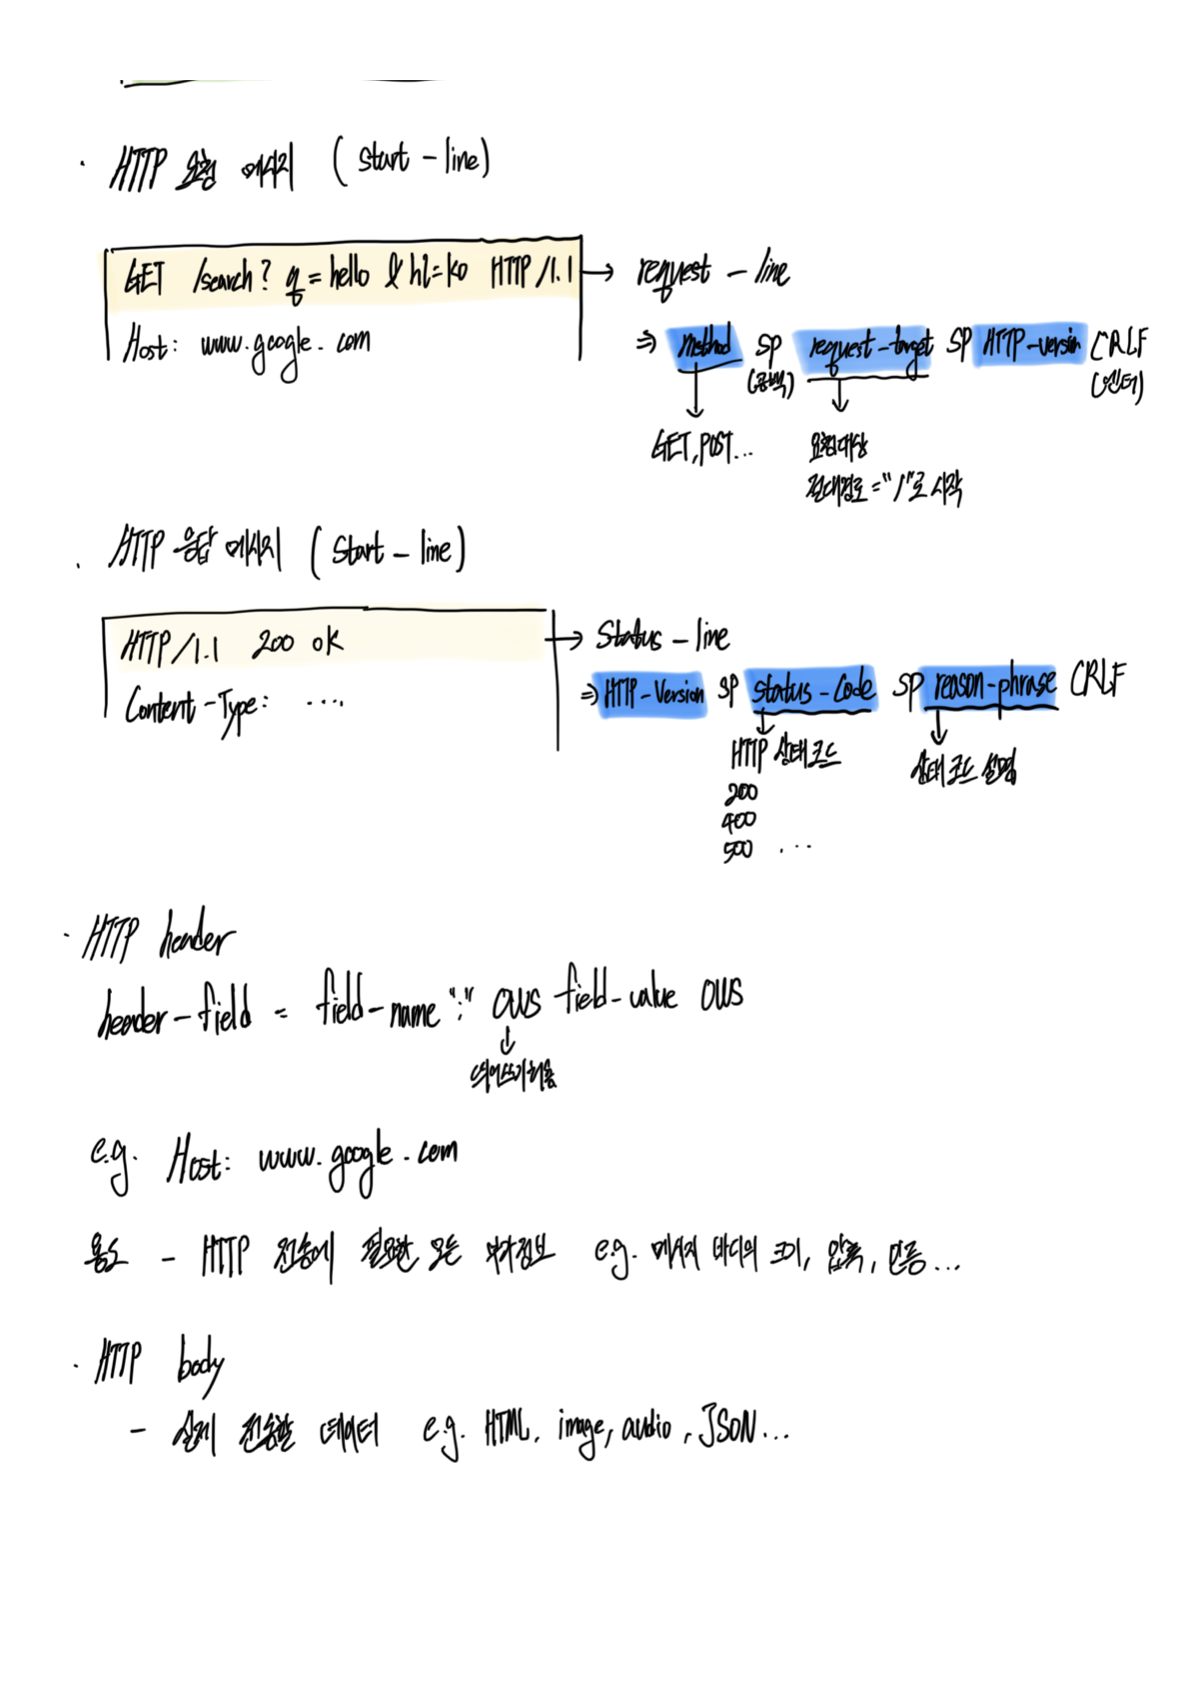 · HTTP 요청 메시지 (start-line)
GET /search?q=hello&hl=ko HTTP/1.1 → request-line
Host: www.google.com
⇒ method SP request-target SP HTTP-version CRLF
(공백) (엔터)
GET, POST...
요청대상
절대경로="/"로 시작
· HTTP 응답 메시지 (start-line)
HTTP/1.1 200 OK → status-line
Content-Type: ....
⇒ HTTP-Version SP status-code SP reason-phrase CRLF
HTTP 상태코드
상태코드 설명
200
400
500 ...
· HTTP header
header-field = field-name ":" OWS field-value OWS
띄어쓰기허용
e.g. Host: www.google.com
용도 - HTTP 전송에 필요한 모든 부가정보 e.g. 메시지 바디의 크기, 압축, 인증...
· HTTP body
- 실제 전송할 데이터 e.g. HTML, image, audio, JSON...